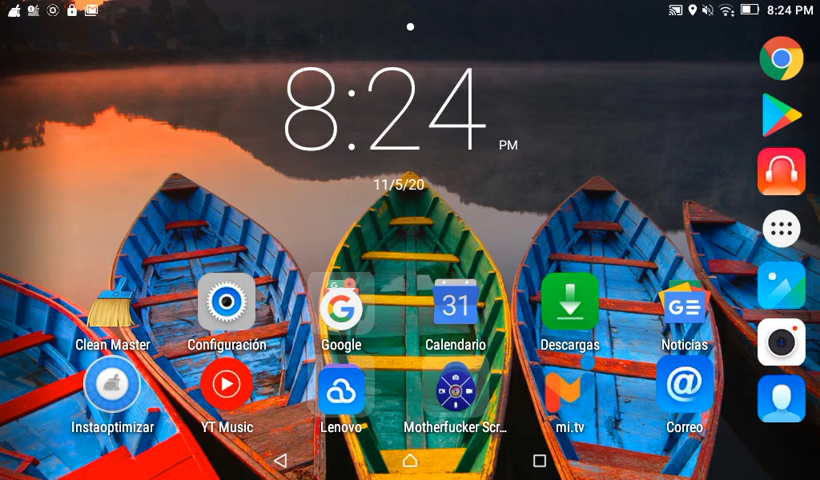 8:24 PM
8:24 PM
11/5/20
31
GE
Clean Master
Configuración
Google
Calendario
Descargas
Noticias
Instaoptimizar
YT Music
Lenovo
Motherfucker Scr...
mi.tv
Correo